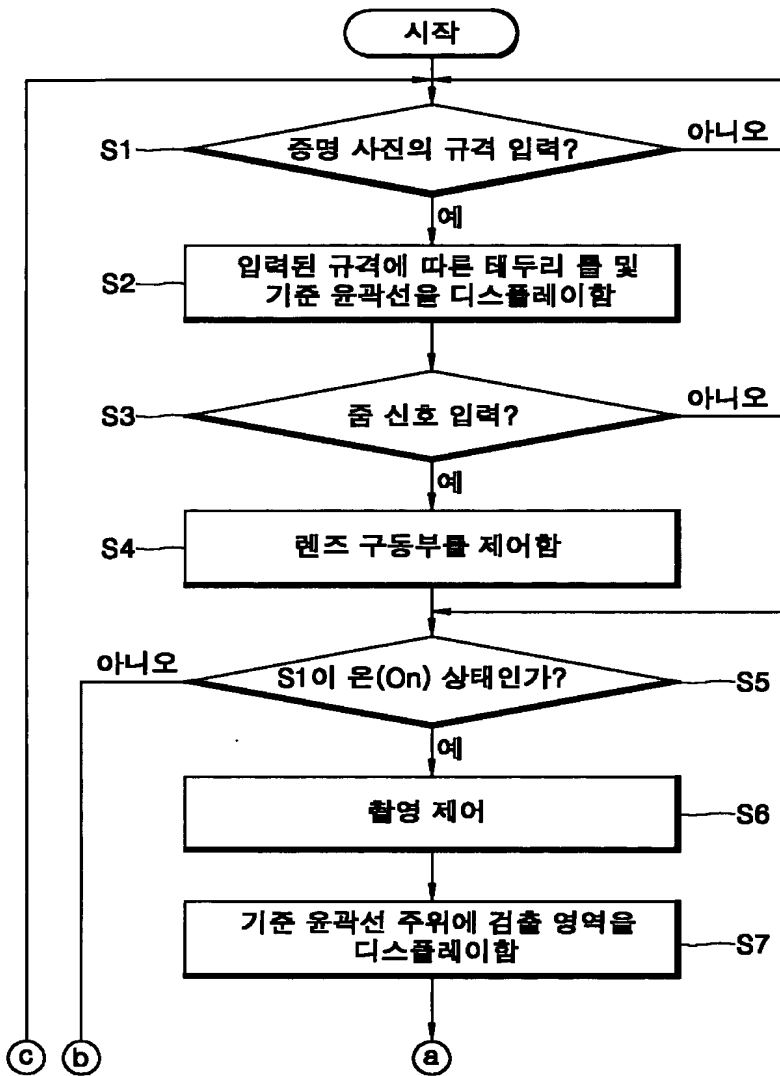 시작
S1
증명 사진의 규격 입력?
아니오
예
S2
입력된 규격에 따른 태두리 틀 및
기준 윤곽선을 디스플레이함
S3
줌 신호 입력?
아니오
예
S4
렌즈 구동부를 제어함
아니오
S1이 온(On) 상태인가?
S5
예
촬영 제어
S6
기준 윤곽선 주위에 검출 영역을
디스플레이함
S7
c
b
a